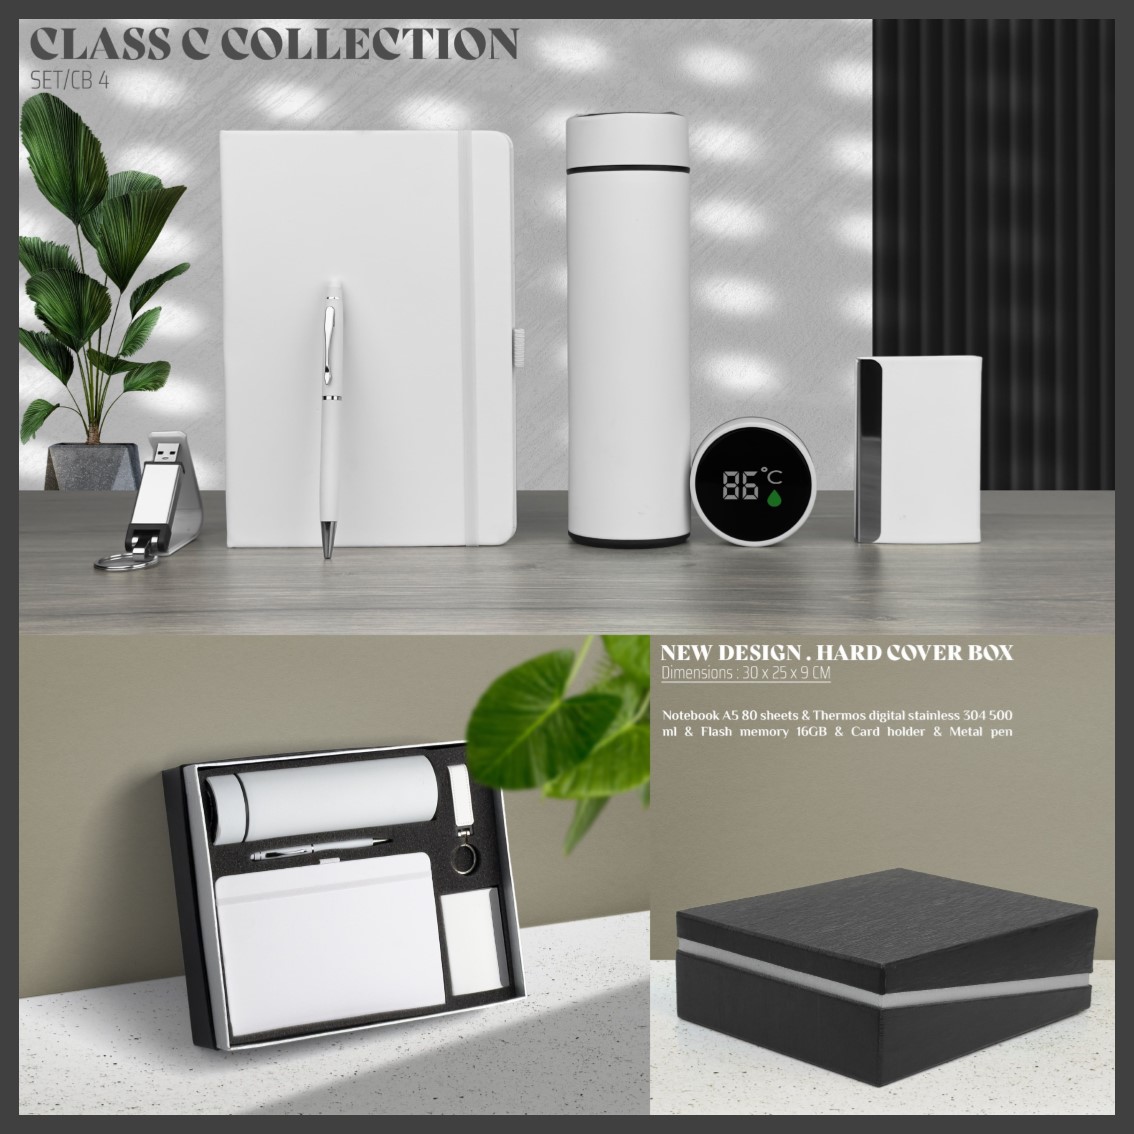 CLASS C COLLECTION
SET/CB 4
86°C
NEW DESIGN . HARD COVER BOX
Dimensions : 30 x 25 x 9 CM
Notebook A5 80 sheets & Thermos digital stainless 304 500
ml & Flash memory 16GB & Card holder & Metal pen